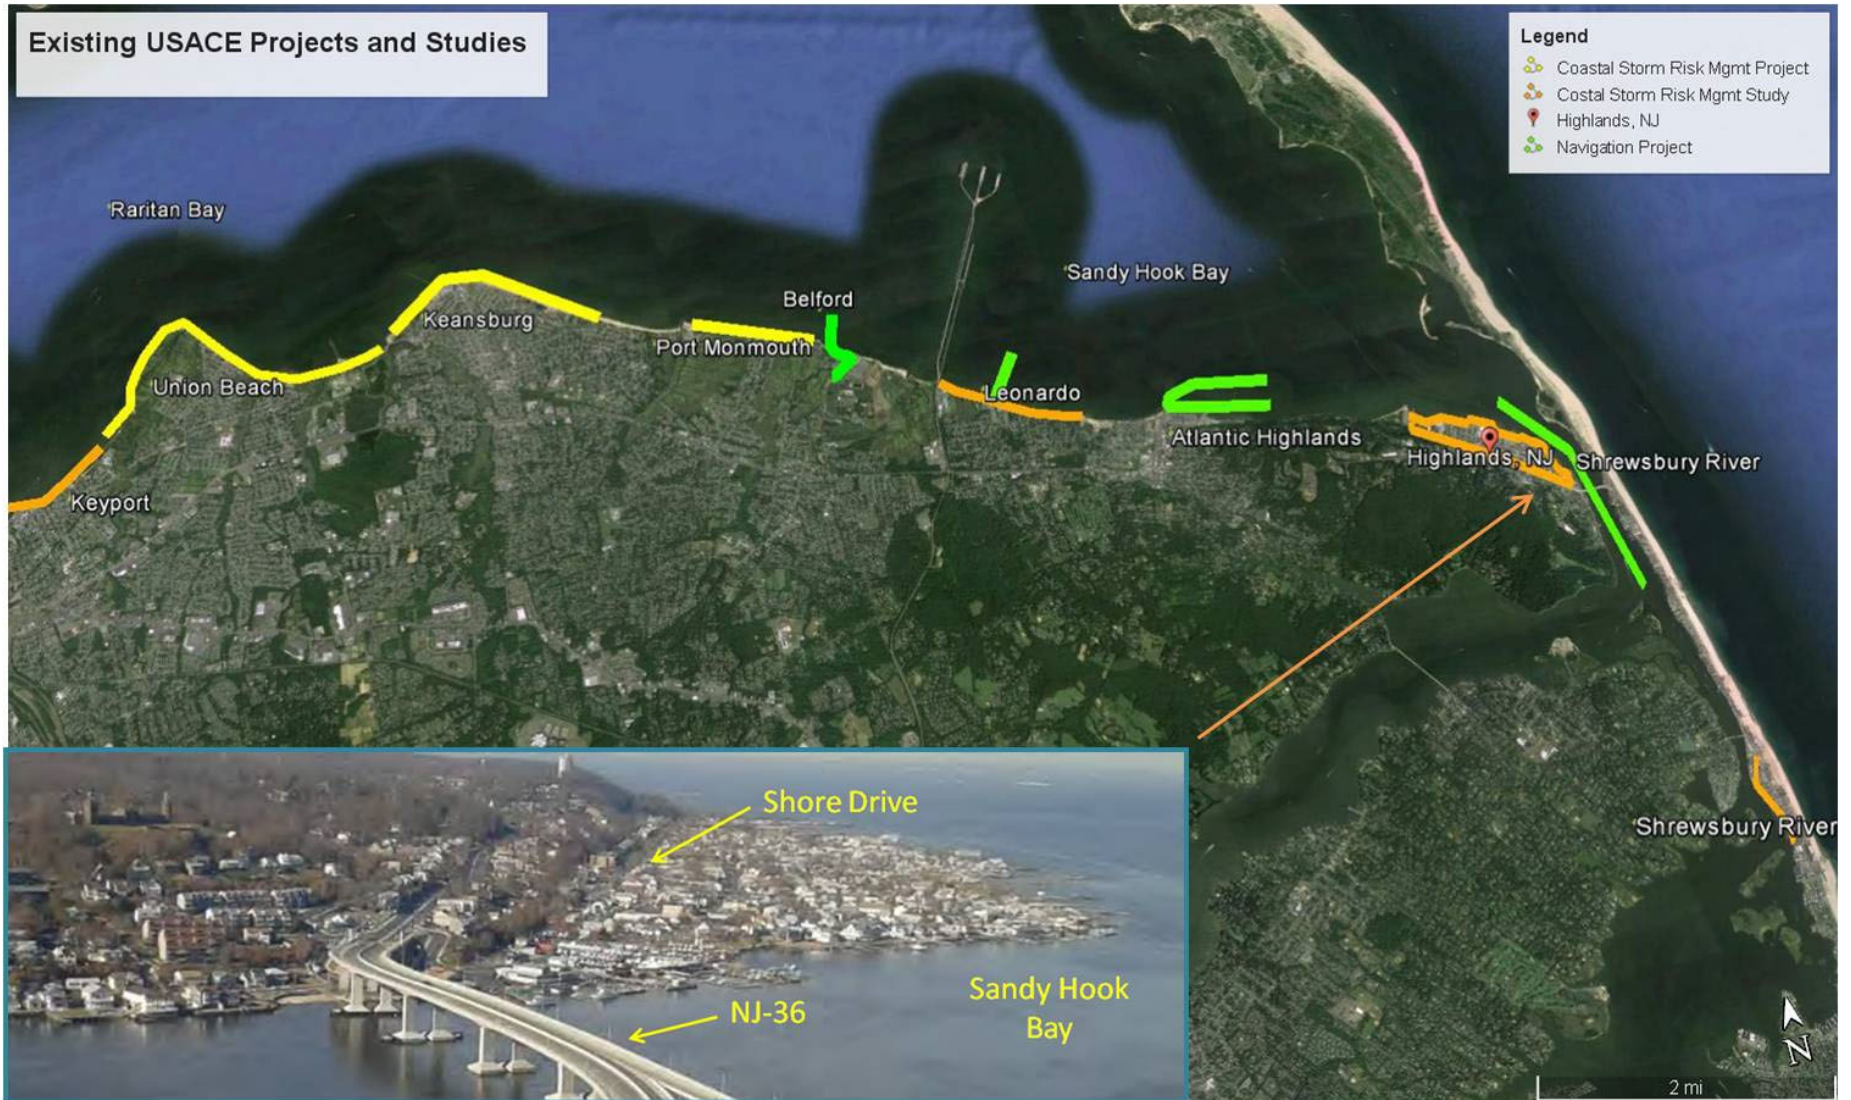 Existing USACE Projects and Studies
Legend
Coastal Storm Risk Mgmt Project
Costal Storm Risk Mgmt Study
Highlands, NJ
Navigation Project
Raritan Bay
Sandy Hook Bay
Belford
Keansburg
Port Monmouth
Union Beach
Leonardo
Atlantic Highlands
Highlands, NJ
Shrewsbury River
Keyport
Shore Drive
Shrewsbury River
Sandy Hook
Bay
NJ-36
N
2 mi